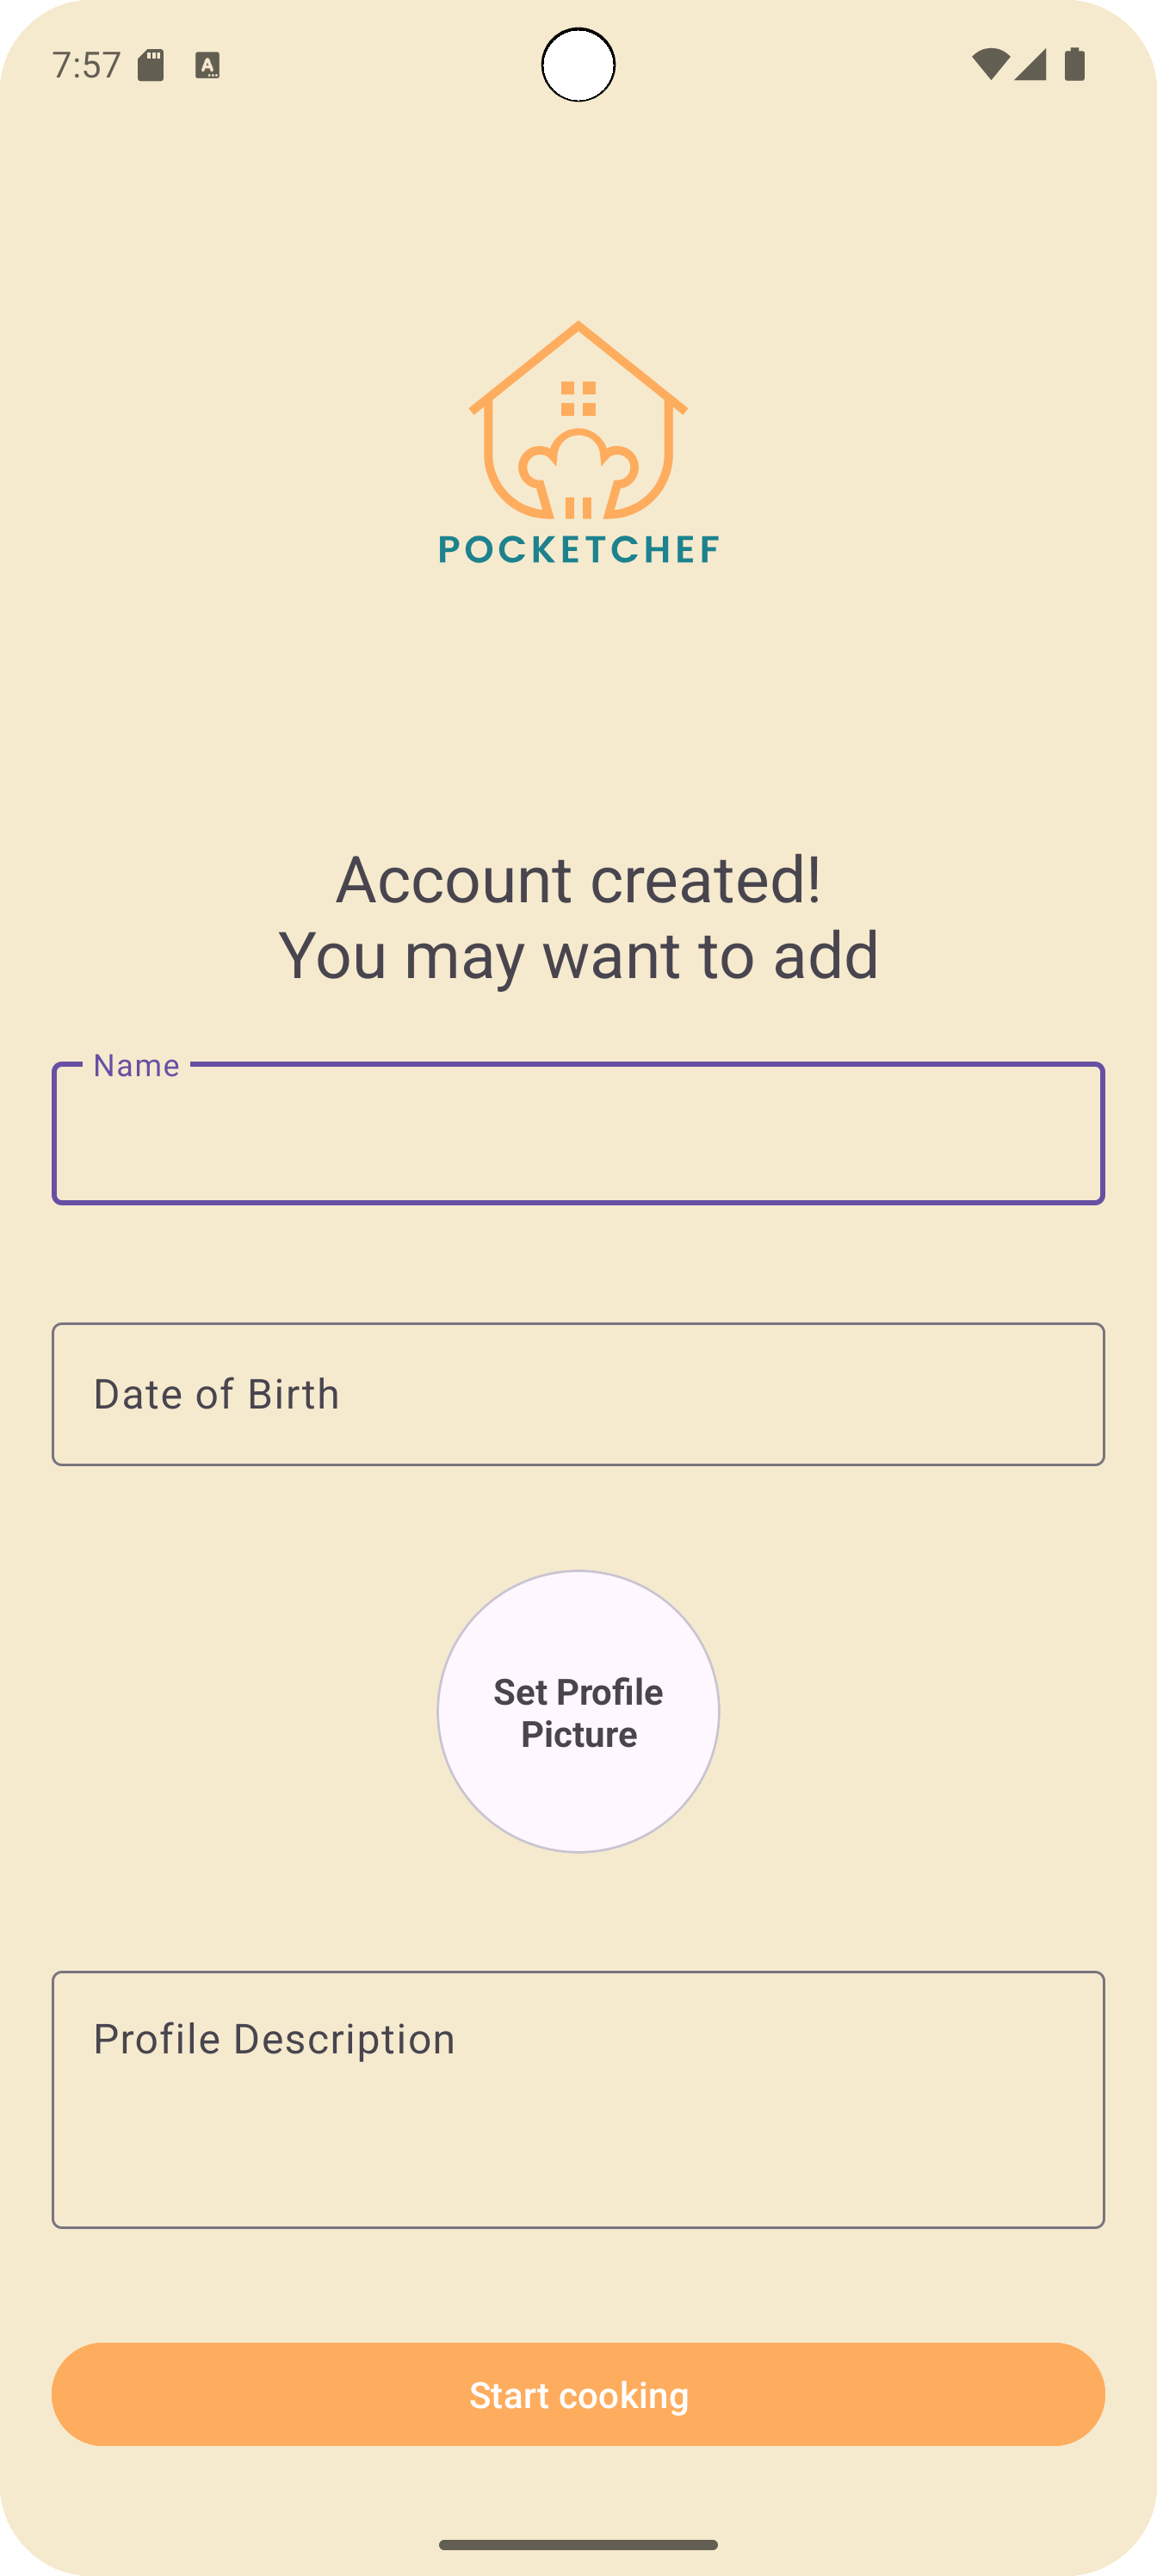 7:57
POCKETCHEF
Account created!
You may want to add
Name
Date of Birth
Set Profile
Picture
Profile Description
Start cooking